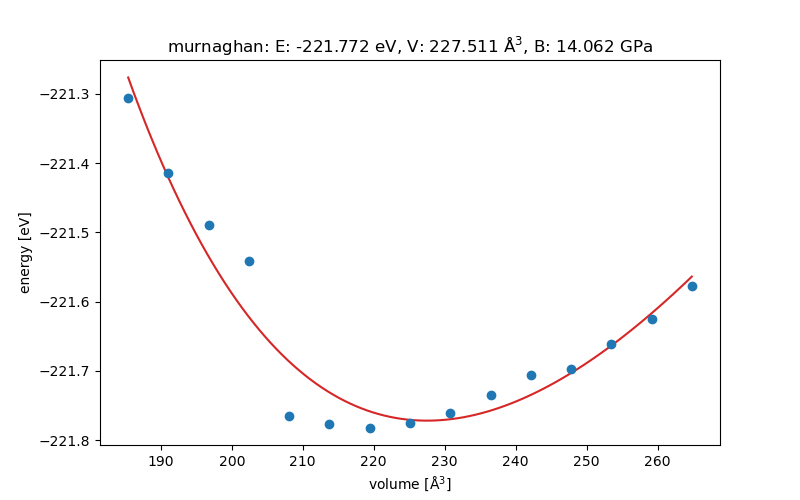 murnaghan: E: -221.772 eV, V: 227.511 Å³, B: 14.062 GPa
−221.3
−221.4
−221.5
−221.6
−221.7
−221.8
energy [eV]
190 200 210 220 230 240 250 260
volume [Å³]